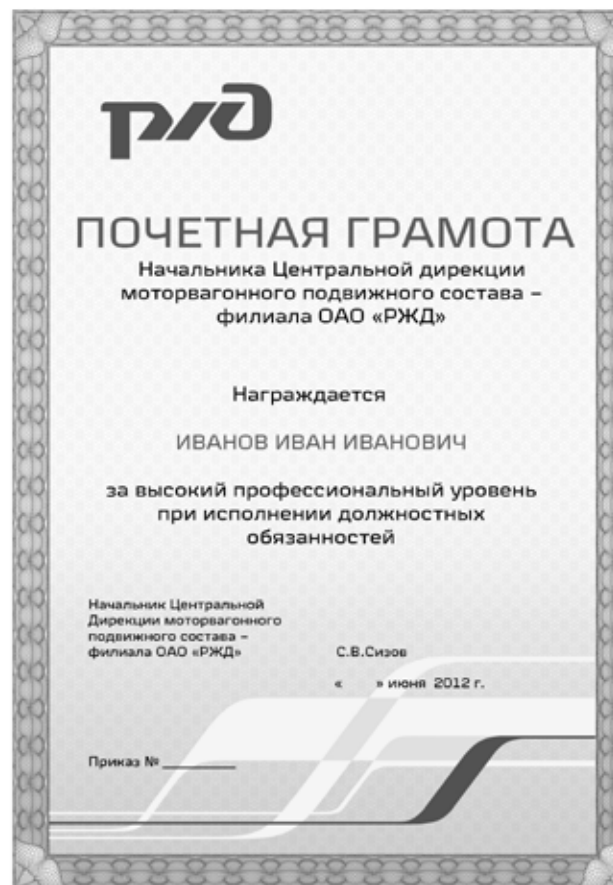 ржд
ПОЧЕТНАЯ ГРАМОТА
Начальника Центральной дирекции
моторвагонного подвижного состава –
филиала ОАО «РЖД»
Награждается
ИВАНОВ ИВАН ИВАНОВИЧ
за высокий профессиональный уровень
при исполнении должностных
обязанностей
Начальник Центральной
Дирекции моторвагонного
подвижного состава –
филиала ОАО «РЖД» С.В.Сизов
« » июня 2012 г.
Приказ № __________